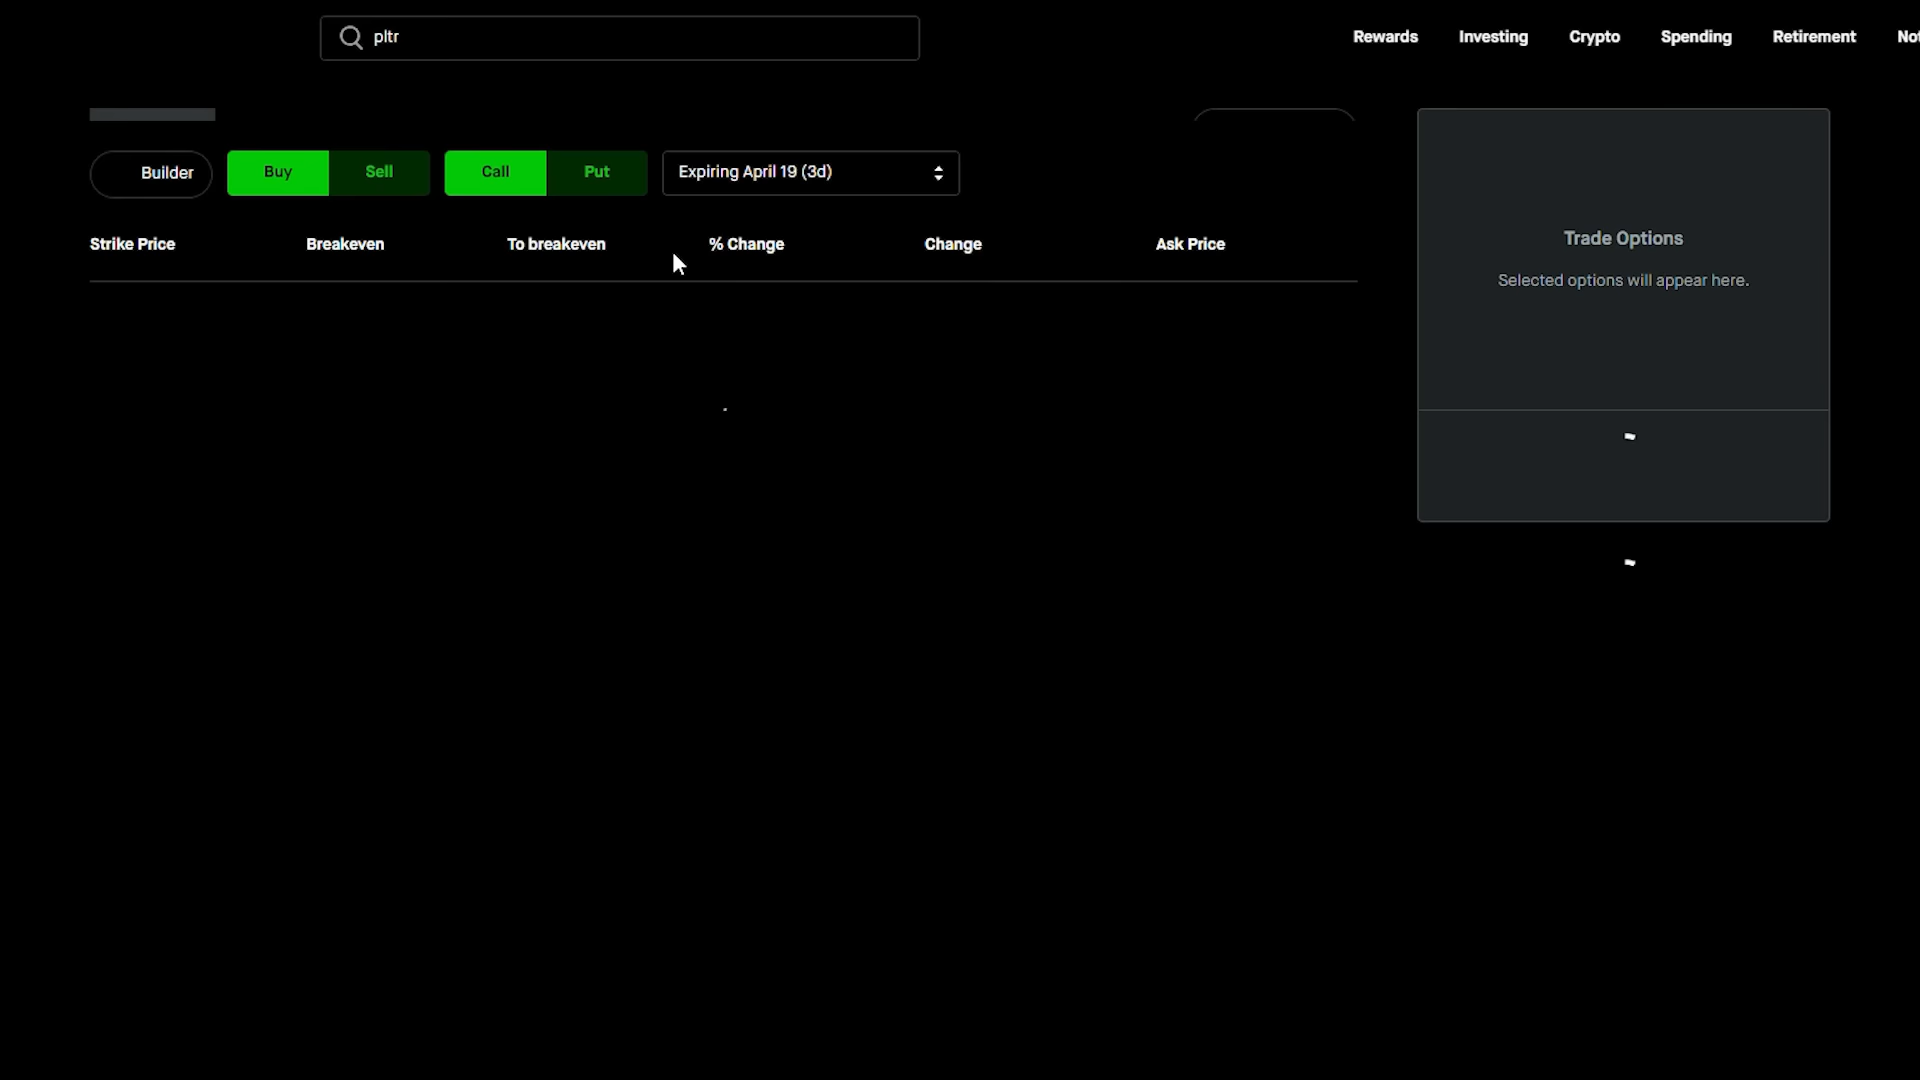 pltr
Rewards Investing Crypto Spending Retirement
Builder Buy Sell Call Put Expiring April 19 (3d)
Strike Price Breakeven To breakeven % Change Change Ask Price
Trade Options
Selected options will appear here.